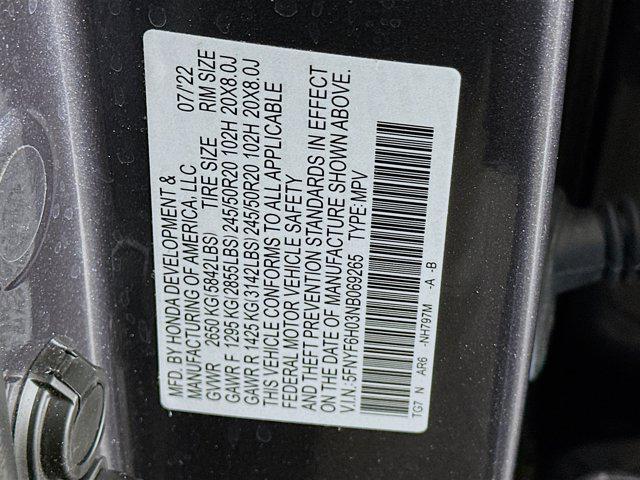 MFD. BY HONDA DEVELOPMENT & 07/'22
MANUFACTURING OF AMERICA, LLC
GVWR 2650 KG(5842LBS) TIRE SIZE RIM SIZE
GAWR F 1295 KG(2855LBS) 245/50R20 102H 20X8.0J
GAWR R 1425 KG(3142LBS) 245/50R20 102H 20X8.0J
THIS VEHICLE CONFORMS TO ALL APPLICABLE
FEDERAL MOTOR VEHICLE SAFETY
AND THEFT PREVENTION STANDARDS IN EFFECT
ON THE DATE OF MANUFACTURE SHOWN ABOVE.
V.I.N: 5FNYF6H03NB069265 TYPE:MPV
TG7 N AR6 -NH797M -A -B